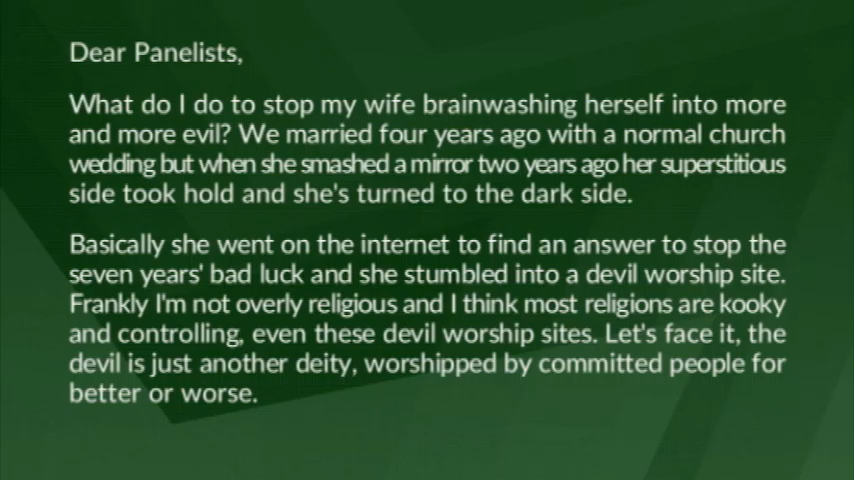 Dear Panelists,
What do I do to stop my wife brainwashing herself into more
and more evil? We married four years ago with a normal church
wedding but when she smashed a mirror two years ago her superstitious
side took hold and she's turned to the dark side.
Basically she went on the internet to find an answer to stop the
seven years' bad luck and she stumbled into a devil worship site.
Frankly I'm not overly religious and I think most religions are kooky
and controlling, even these devil worship sites. Let's face it, the
devil is just another deity, worshipped by committed people for
better or worse.